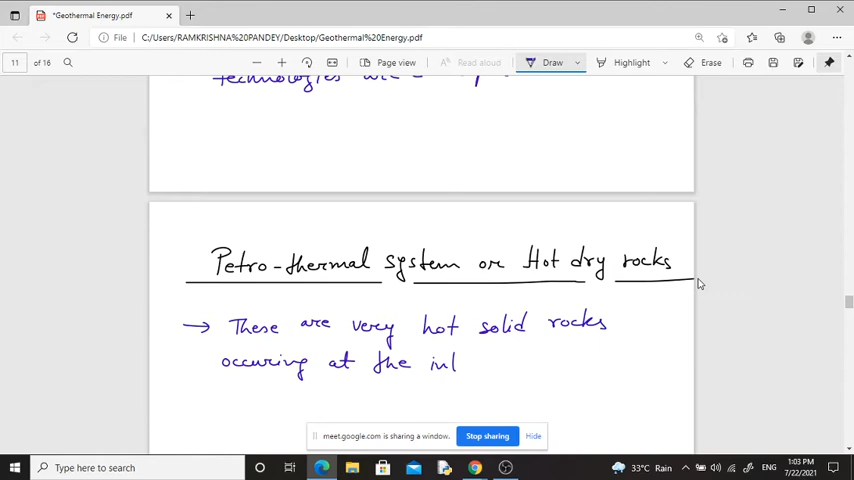 *Geothermal Energy.pdf
File
C:/Users/RAMKRISHNA%20PANDEY/Desktop/Geothermal%20Energy.pdf
11 of 16
Page view
Read aloud
Draw
Highlight
Erase
technologies
Petro-thermal system or Hot dry rocks
→ These are very hot solid rocks
occuring at the inl
meet.google.com is sharing a window.
Stop sharing
Hide
Type here to search
33°C Rain
ENG
1:03 PM
7/22/2021